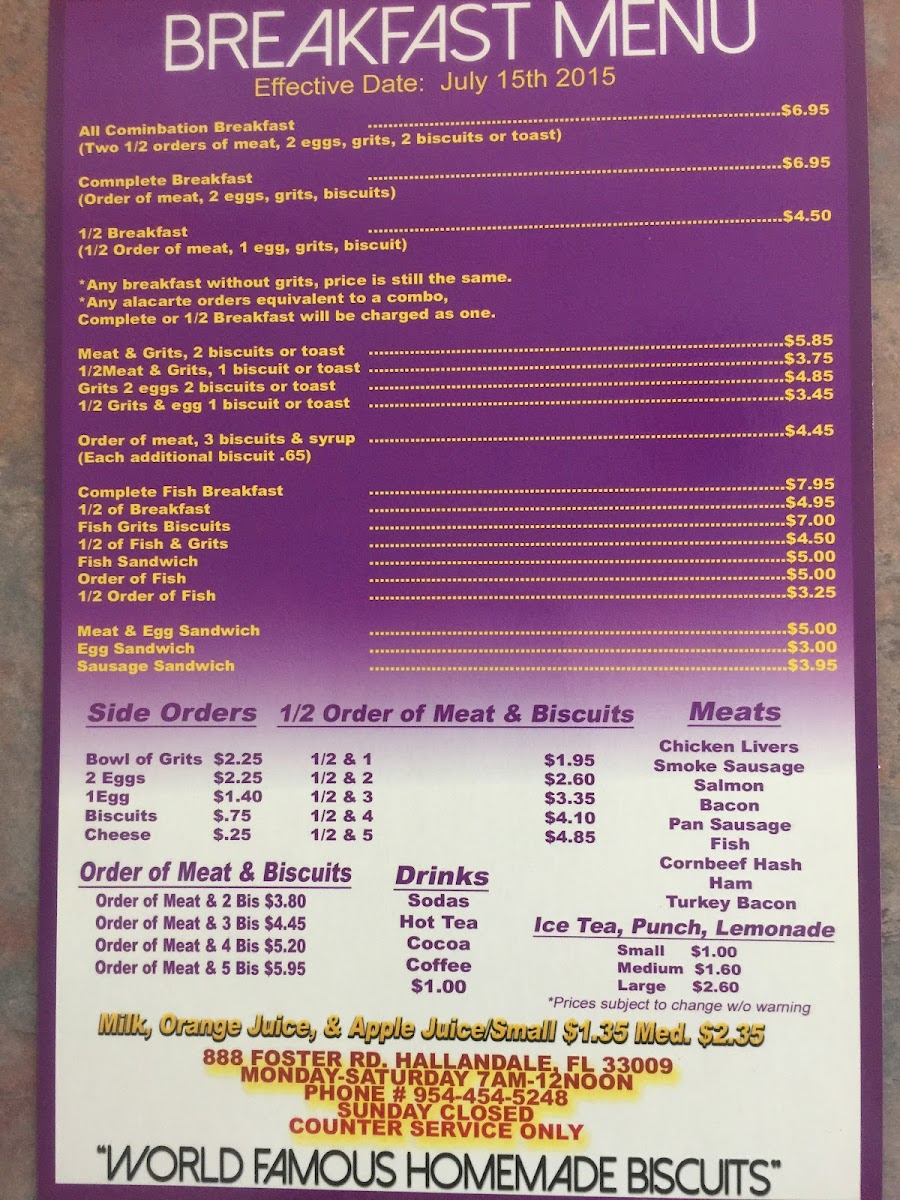 BREAKFAST MENU
Effective Date: July 15th 2015
All Cominbation Breakfast $6.95
(Two 1/2 orders of meat, 2 eggs, grits, 2 biscuits or toast)
Comnplete Breakfast $6.95
(Order of meat, 2 eggs, grits, biscuits)
1/2 Breakfast $4.50
(1/2 Order of meat, 1 egg, grits, biscuit)
*Any breakfast without grits, price is still the same.
*Any alacarte orders equivalent to a combo,
Complete or 1/2 Breakfast will be charged as one.
Meat & Grits, 2 biscuits or toast $5.85
1/2Meat & Grits, 1 biscuit or toast $3.75
Grits 2 eggs 2 biscuits or toast $4.85
1/2 Grits & egg 1 biscuit or toast $3.45
Order of meat, 3 biscuits & syrup $4.45
(Each additional biscuit .65)
Complete Fish Breakfast $7.95
1/2 of Breakfast $4.95
Fish Grits Biscuits $7.00
1/2 of Fish & Grits $4.50
Fish Sandwich $5.00
Order of Fish $5.00
1/2 Order of Fish $3.25
Meat & Egg Sandwich $5.00
Egg Sandwich $3.00
Sausage Sandwich $3.95
Side Orders
Bowl of Grits $2.25
2 Eggs $2.25
1Egg $1.40
Biscuits $.75
Cheese $.25
1/2 Order of Meat & Biscuits
1/2 & 1 $1.95
1/2 & 2 $2.60
1/2 & 3 $3.35
1/2 & 4 $4.10
1/2 & 5 $4.85
Meats
Chicken Livers
Smoke Sausage
Salmon
Bacon
Pan Sausage
Fish
Cornbeef Hash
Ham
Turkey Bacon
Order of Meat & Biscuits
Order of Meat & 2 Bis $3.80
Order of Meat & 3 Bis $4.45
Order of Meat & 4 Bis $5.20
Order of Meat & 5 Bis $5.95
Drinks
Sodas
Hot Tea
Cocoa
Coffee
$1.00
Ice Tea, Punch, Lemonade
Small $1.00
Medium $1.60
Large $2.60
*Prices subject to change w/o warning
Milk, Orange Juice, & Apple Juice/Small $1.35 Med. $2.35
888 FOSTER RD. HALLANDALE, FL 33009
MONDAY-SATURDAY 7AM-12NOON
PHONE # 954-454-5248
SUNDAY CLOSED
COUNTER SERVICE ONLY
"WORLD FAMOUS HOMEMADE BISCUITS"